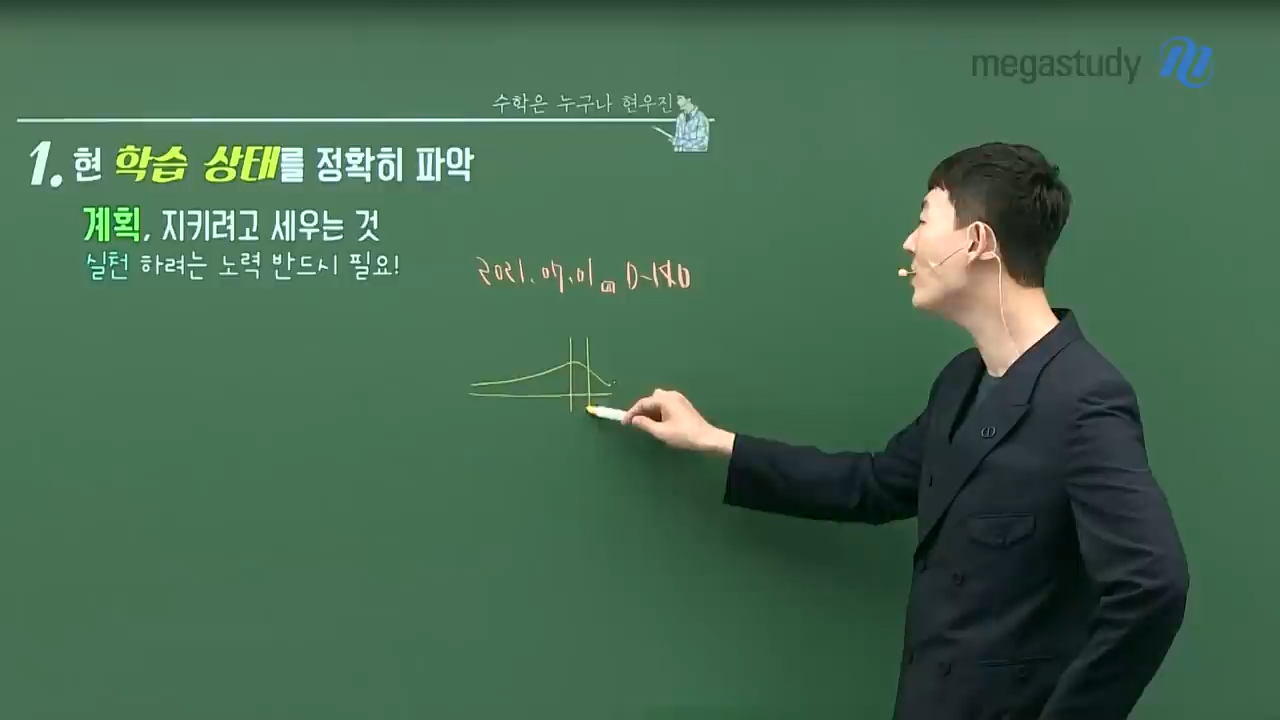 megastudy
수학은 누구나 현우진
1. 현 학습 상태를 정확히 파악
계획, 지키려고 세우는 것
실천 하려는 노력 반드시 필요!
2021.07.01